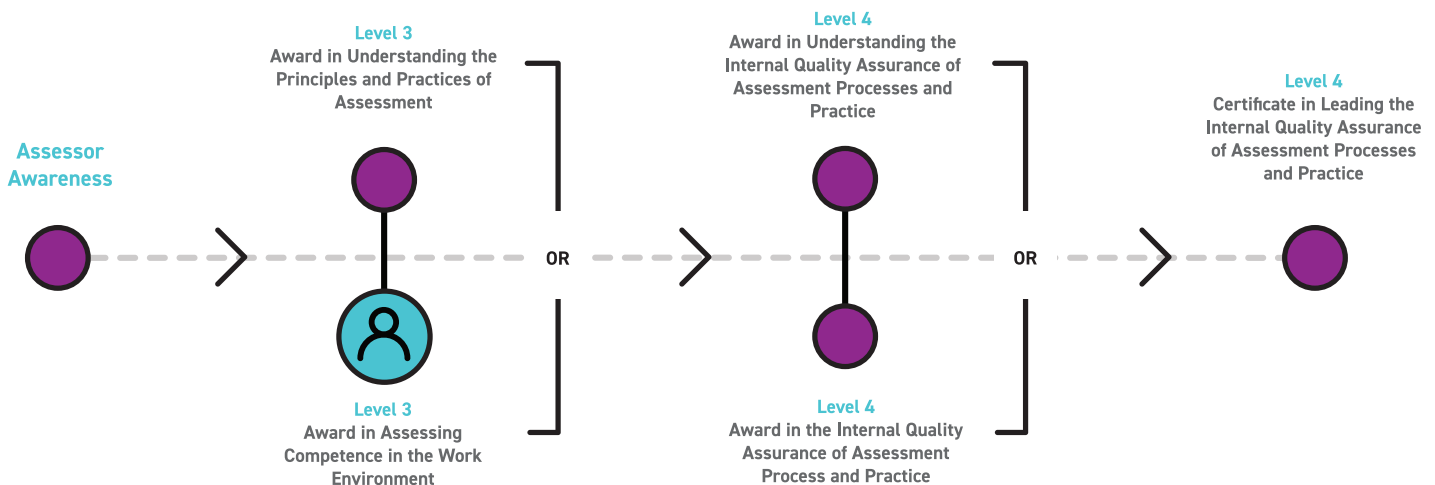 Assessor
Awareness
Level 3
Award in Understanding the
Principles and Practices of
Assessment
Level 3
Award in Assessing
Competence in the Work
Environment
OR
Level 4
Award in Understanding the
Internal Quality Assurance of
Assessment Processes and
Practice
Level 4
Award in the Internal Quality
Assurance of Assessment
Process and Practice
OR
Level 4
Certificate in Leading the
Internal Quality Assurance
of Assessment Processes
and Practice